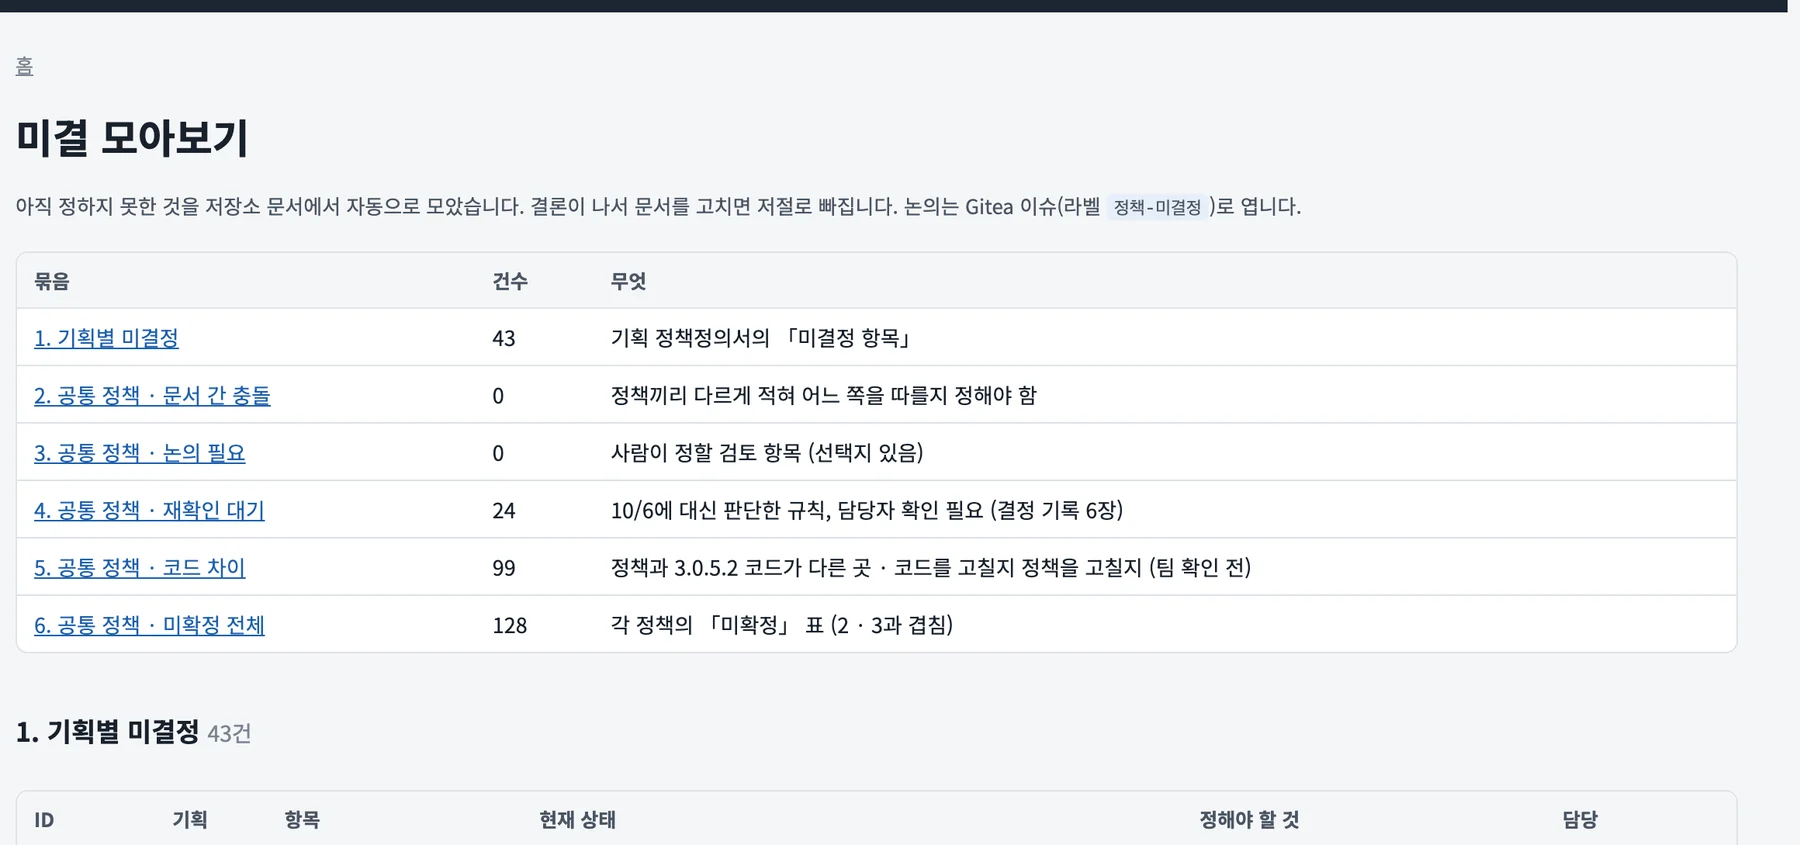 홈
미결 모아보기
아직 정하지 못한 것을 저장소 문서에서 자동으로 모았습니다. 결론이 나서 문서를 고치면 저절로 빠집니다. 논의는 Gitea 이슈(라벨 정책-미결정)로 엽니다.
묶음 건수 무엇
1. 기획별 미결정 43 기획 정책정의서의 「미결정 항목」
2. 공통 정책 · 문서 간 충돌 0 정책끼리 다르게 적혀 어느 쪽을 따를지 정해야 함
3. 공통 정책 · 논의 필요 0 사람이 정할 검토 항목 (선택지 있음)
4. 공통 정책 · 재확인 대기 24 10/6에 대신 판단한 규칙, 담당자 확인 필요 (결정 기록 6장)
5. 공통 정책 · 코드 차이 99 정책과 3.0.5.2 코드가 다른 곳 · 코드를 고칠지 정책을 고칠지 (팀 확인 전)
6. 공통 정책 · 미확정 전체 128 각 정책의 「미확정」 표 (2 · 3과 겹침)
1. 기획별 미결정 43건
ID 기획 항목 현재 상태 정해야 할 것 담당